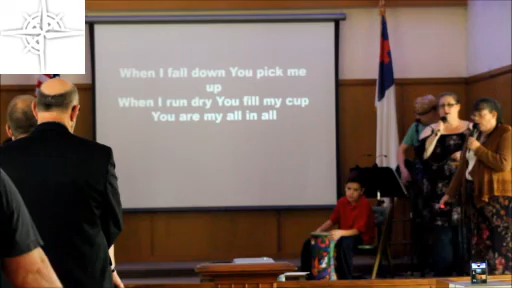 When I fall down You pick me
up
When I run dry You fill my cup
You are my all in all